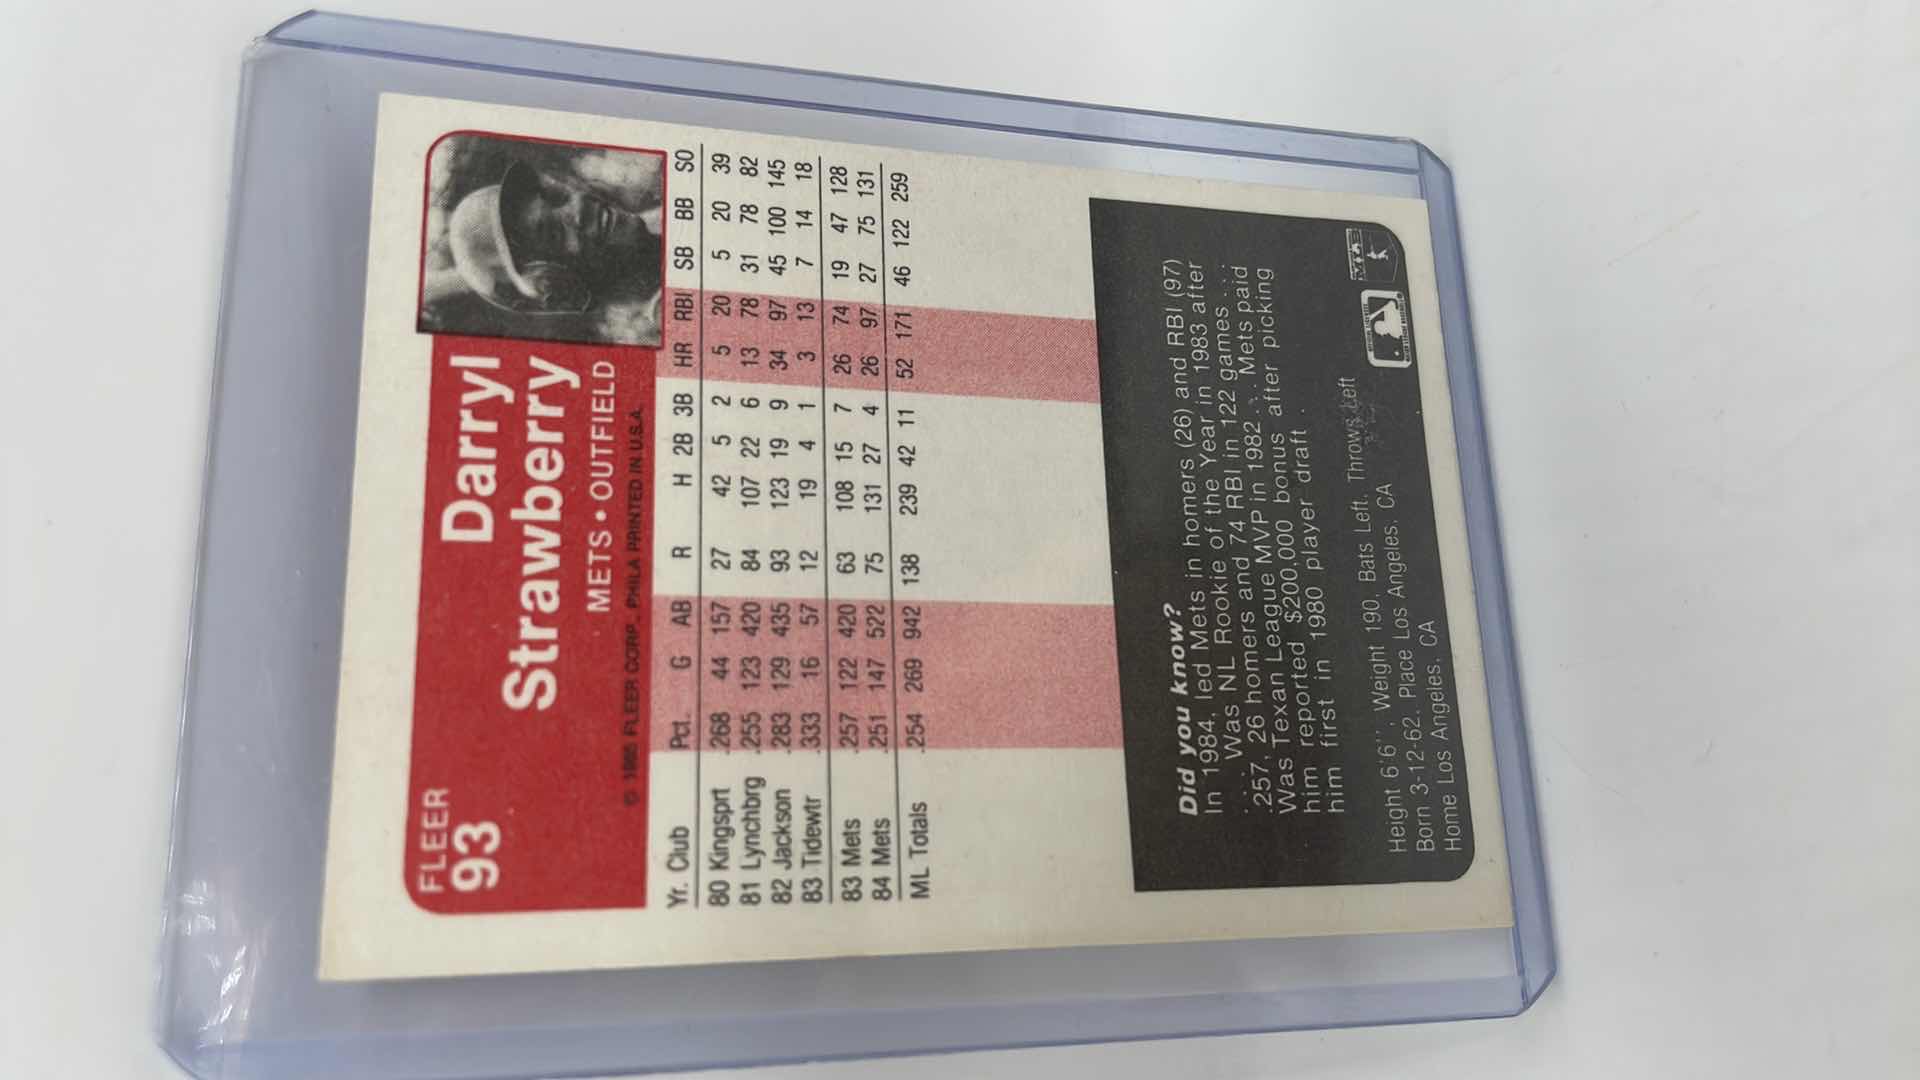 FLEER
93
Darryl
Strawberry
METS • OUTFIELD
© 1985 FLEER CORP., PHILA PRINTED IN U.S.A.
Yr. Club Pct. G AB R H 2B 3B HR RBI SB BB SO
80 Kingsprt .268 44 157 27 42 5 2 5 20 5 20 39
81 Lynchbrg .255 123 420 84 107 22 6 13 78 31 78 82
82 Jackson .283 129 435 93 123 19 9 34 97 45 100 145
83 Tidewtr .333 16 57 12 19 4 1 3 13 7 14 18
83 Mets .257 122 420 63 108 15 7 26 74 19 47 128
84 Mets .251 147 522 75 131 27 4 26 97 27 75 131
ML Totals .254 269 942 138 239 42 11 52 171 46 122 259
Did you know?
In 1984, led Mets in homers (26) and RBI (97)
. . . Was NL Rookie of the Year in 1983 after
.257, 26 homers and 74 RBI in 122 games . . .
Was Texan League MVP in 1982 . . . Mets paid
him reported $200,000 bonus after picking
him first in 1980 player draft .
Height 6'6''. Weight 190. Bats Left. Throws Left
Born 3-12-62. Place Los Angeles, CA
Home Los Angeles, CA